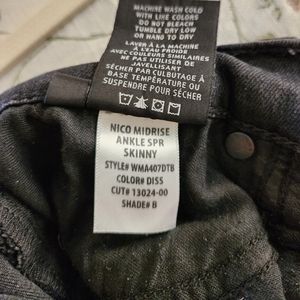 MACHINE WASH COLD
WITH LIKE COLORS
DO NOT BLEACH
TUMBLE DRY LOW
OR HANG TO DRY
LAVER À LA MACHINE
À L'EAU FROIDE
AVEC COULEURS SIMILAIRES
NE PAS UTILISER DE
JAVELLISANT
SÉCHER PAR CULBUTAGE À
BASE TEMPÉRATURE OU
SUSPENDRE POUR SÉCHER
NICO MIDRISE
ANKLE SPR
SKINNY
STYLE# WMA407DTB
COLOR# DISS
CUT# 13024-00
SHADE# B